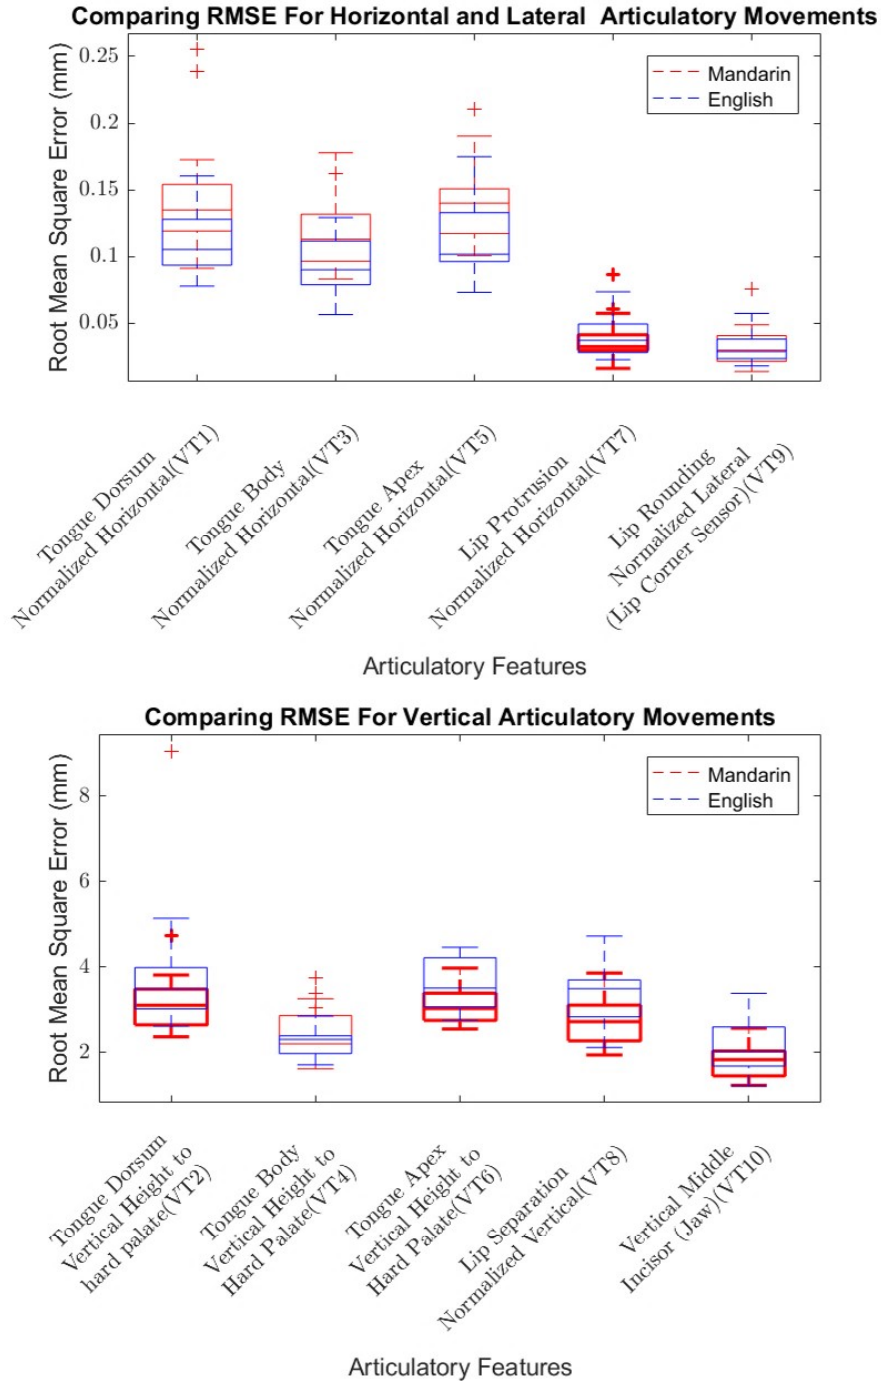 Comparing RMSE For Horizontal and Lateral  Articulatory Movements
Root Mean Square Error (mm)
0.25
0.2
0.15
0.1
0.05
Mandarin
English
Tongue Dorsum
Normalized Horizontal(VT1)
Tongue Body
Normalized Horizontal(VT3)
Tongue Apex
Normalized Horizontal(VT5)
Lip Protrusion
Normalized Horizontal(VT7)
Lip Rounding
Normalized Lateral
(Lip Corner Sensor)(VT9)
Articulatory Features
Comparing RMSE For Vertical Articulatory Movements
Root Mean Square Error (mm)
8
6
4
2
Mandarin
English
Tongue Dorsum
Vertical Height to
hard palate(VT2)
Tongue Body
Vertical Height to
Hard Palate(VT4)
Tongue Apex
Vertical Height to
Hard Palate(VT6)
Lip Separation
Normalized Vertical(VT8)
Vertical Middle
Incisor (Jaw)(VT10)
Articulatory Features